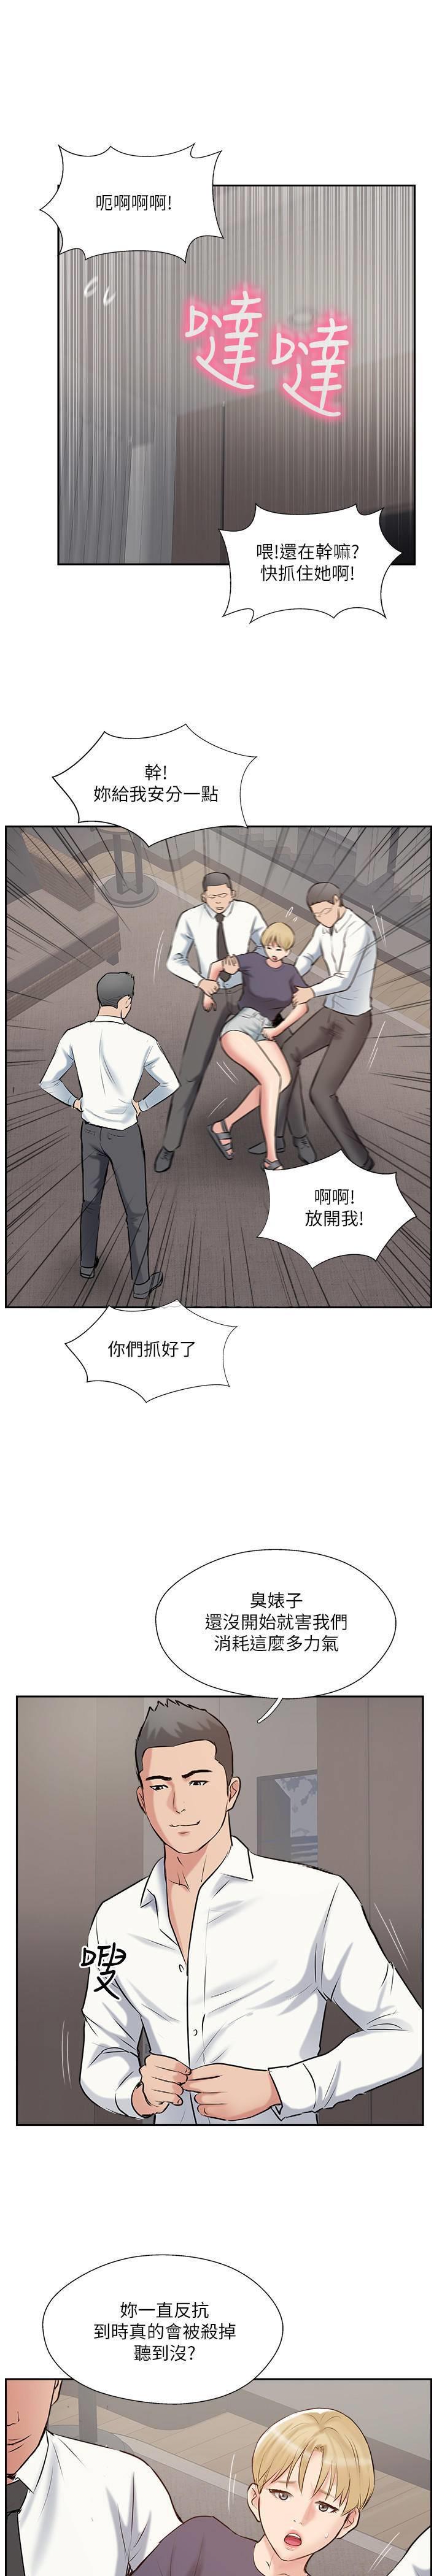 呃啊啊啊!
噠噠
喂!還在幹嘛?
快抓住她啊!
幹!
妳給我安分一點
啊啊!
放開我!
你們抓好了
臭婊子
還沒開始就害我們
消耗這麼多力氣
嗖
妳一直反抗
到時真的會被殺掉
聽到沒?